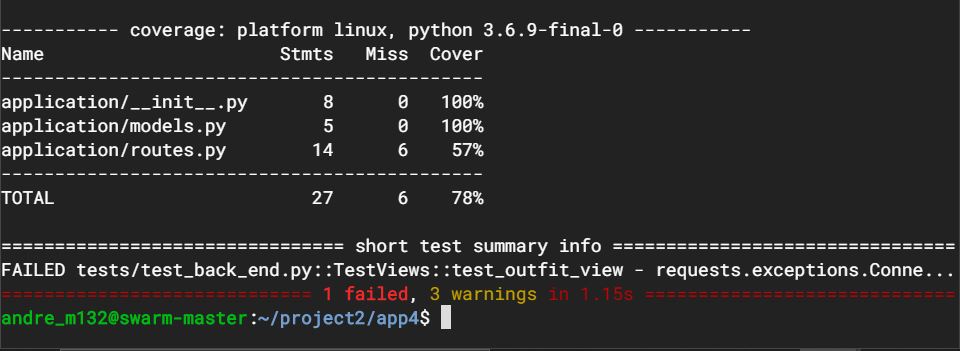 ----------- coverage: platform linux, python 3.6.9-final-0 -----------
Name                      Stmts   Miss  Cover
---------------------------------------------
application/__init__.py       8      0   100%
application/models.py         5      0   100%
application/routes.py        14      6    57%
---------------------------------------------
TOTAL                        27      6    78%
=============================== short test summary info ================================
FAILED tests/test_back_end.py::TestViews::test_outfit_view - requests.exceptions.Conne...
============================= 1 failed, 3 warnings in 1.15s =============================
andre_m132@swarm-master:~/project2/app4$